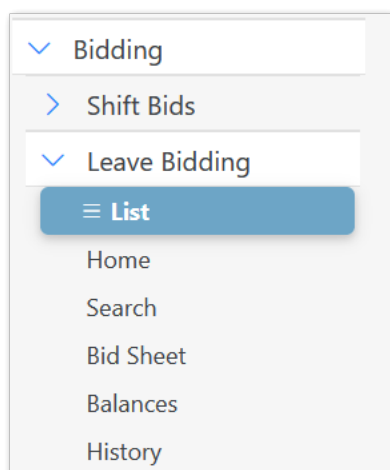 Bidding
Shift Bids
Leave Bidding
List
Home
Search
Bid Sheet
Balances
History